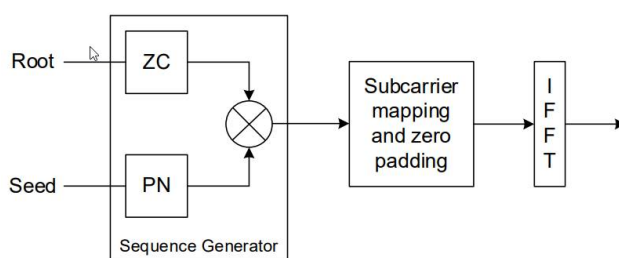 Root
ZC
Seed
PN
Sequence Generator
Subcarrier
mapping
and zero
padding
I
F
F
T